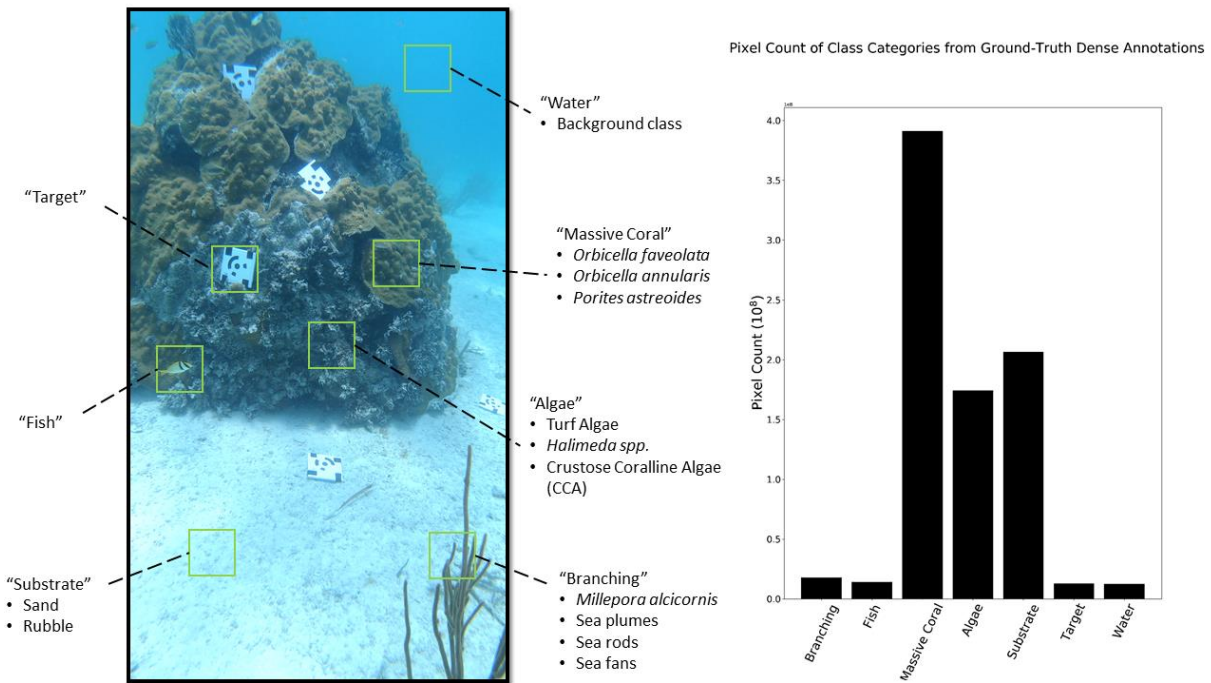 “Water”
• Background class
“Target”
“Massive Coral”
• Orbicella faveolata
• Orbicella annularis
• Porites astreoides
“Fish”
“Algae”
• Turf Algae
• Halimeda spp.
• Crustose Coralline Algae
(CCA)
“Substrate”
• Sand
• Rubble
“Branching”
• Millepora alcicornis
• Sea plumes
• Sea rods
• Sea fans
Pixel Count of Class Categories from Ground-Truth Dense Annotations
1e8
4.0
3.5
3.0
2.5
2.0
1.5
1.0
0.5
0.0
Pixel Count (10⁸)
Branching
Fish
Massive Coral
Algae
Substrate
Target
Water